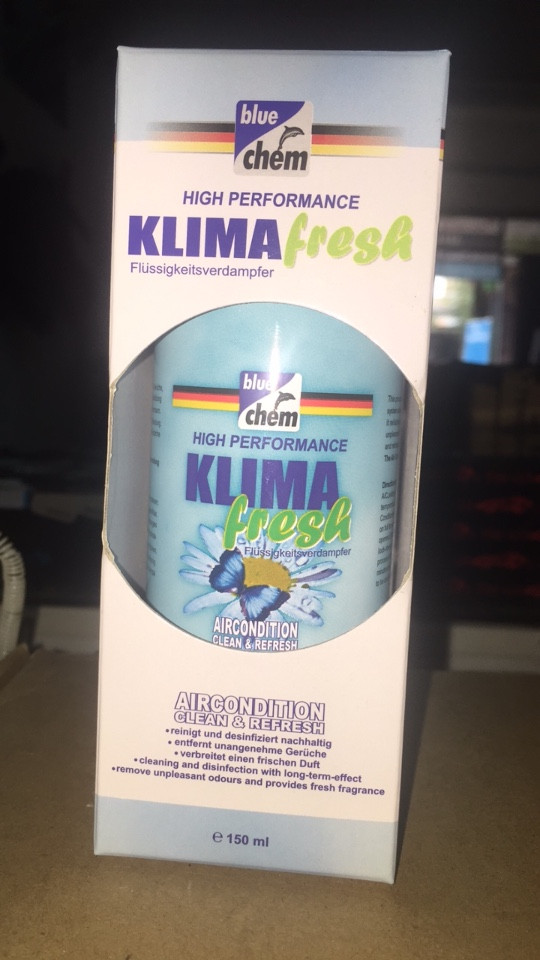 blue
chem
HIGH PERFORMANCE
KLIMA fresh
Flüssigkeitsverdampfer
blue
chem
HIGH PERFORMANCE
KLIMA
fresh
Flüssigkeitsverdampfer
AIRCONDITION
CLEAN & REFRESH
AIRCONDITION
CLEAN & REFRESH
•reinigt und desinfiziert nachhaltig
• entfernt unangenehme Gerüche
•verbreitet einen frischen Duft
•cleaning and disinfection with long-term-effect
•remove unpleasant odours and provides fresh fragrance
℮ 150 ml